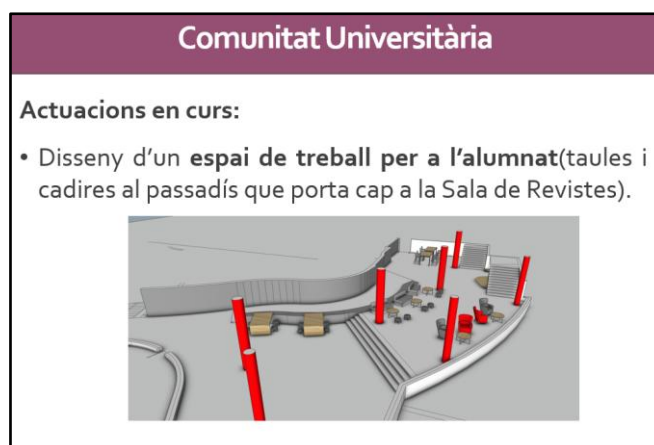 Comunitat Universitària
Actuacions en curs:
• Disseny d'un espai de treball per a l'alumnat(taules i
cadires al passadís que porta cap a la Sala de Revistes).